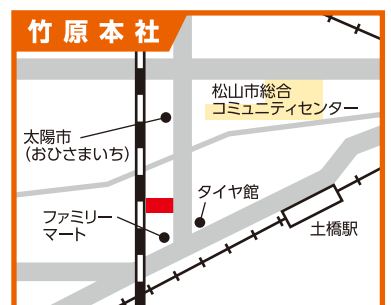 竹原本社
松山市総合
コミュニティセンター
太陽市
（おひさまいち）
タイヤ館
ファミリー
マート
土橋駅